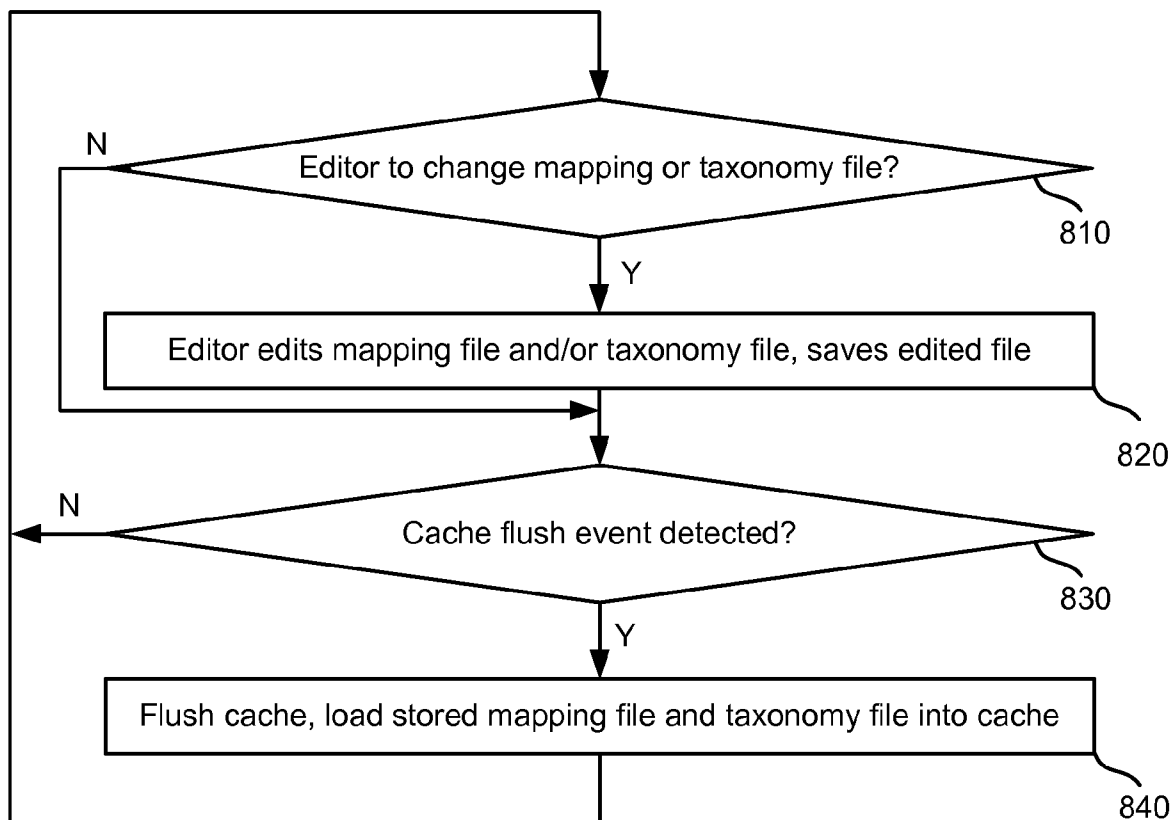 N
Editor to change mapping or taxonomy file?
810
Y
Editor edits mapping file and/or taxonomy file, saves edited file
820
N
Cache flush event detected?
830
Y
Flush cache, load stored mapping file and taxonomy file into cache
840